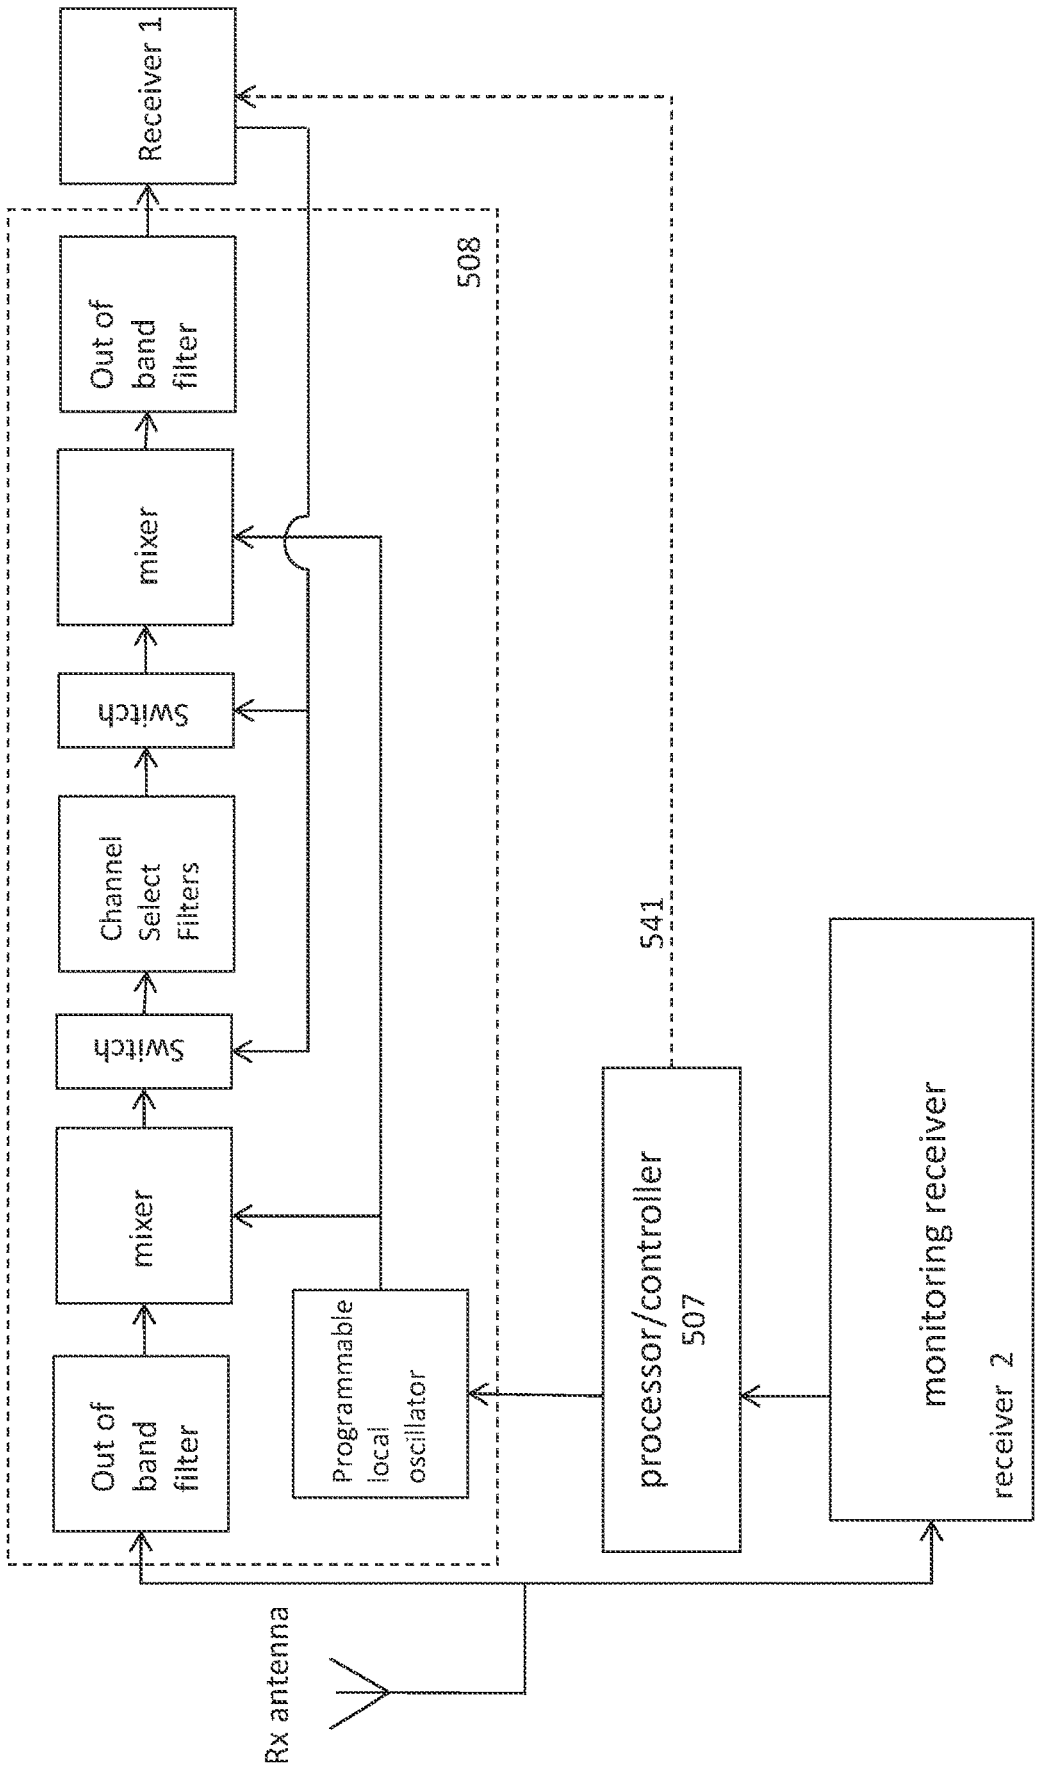 Rx antenna
Out of
band
filter
mixer
Switch
Channel
Select
Filters
Switch
mixer
Out of
band
filter
Receiver 1
508
Programmable
local
oscillator
processor/controller
507
541
monitoring receiver
receiver 2